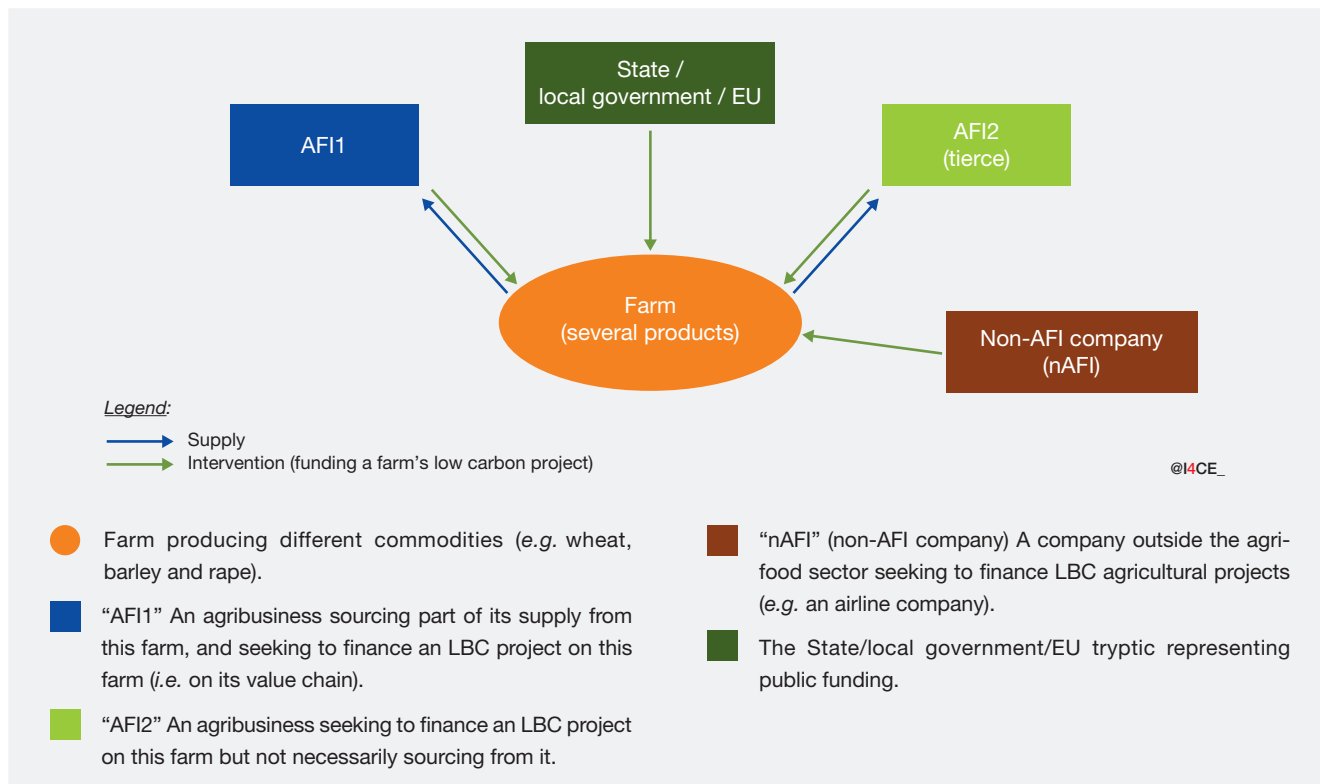 State /
local government / EU
AFI1
AFI2
(tierce)
Farm
(several products)
Non-AFI company
(nAFI)
Legend:
Supply
Intervention (funding a farm's low carbon project)
@I4CE_
Farm producing different commodities (e.g. wheat,
barley and rape).
“AFI1” An agribusiness sourcing part of its supply from
this farm, and seeking to finance an LBC project on this
farm (i.e. on its value chain).
“AFI2” An agribusiness seeking to finance an LBC project
on this farm but not necessarily sourcing from it.
“nAFI” (non-AFI company) A company outside the agri-
food sector seeking to finance LBC agricultural projects
(e.g. an airline company).
The State/local government/EU tryptic representing
public funding.